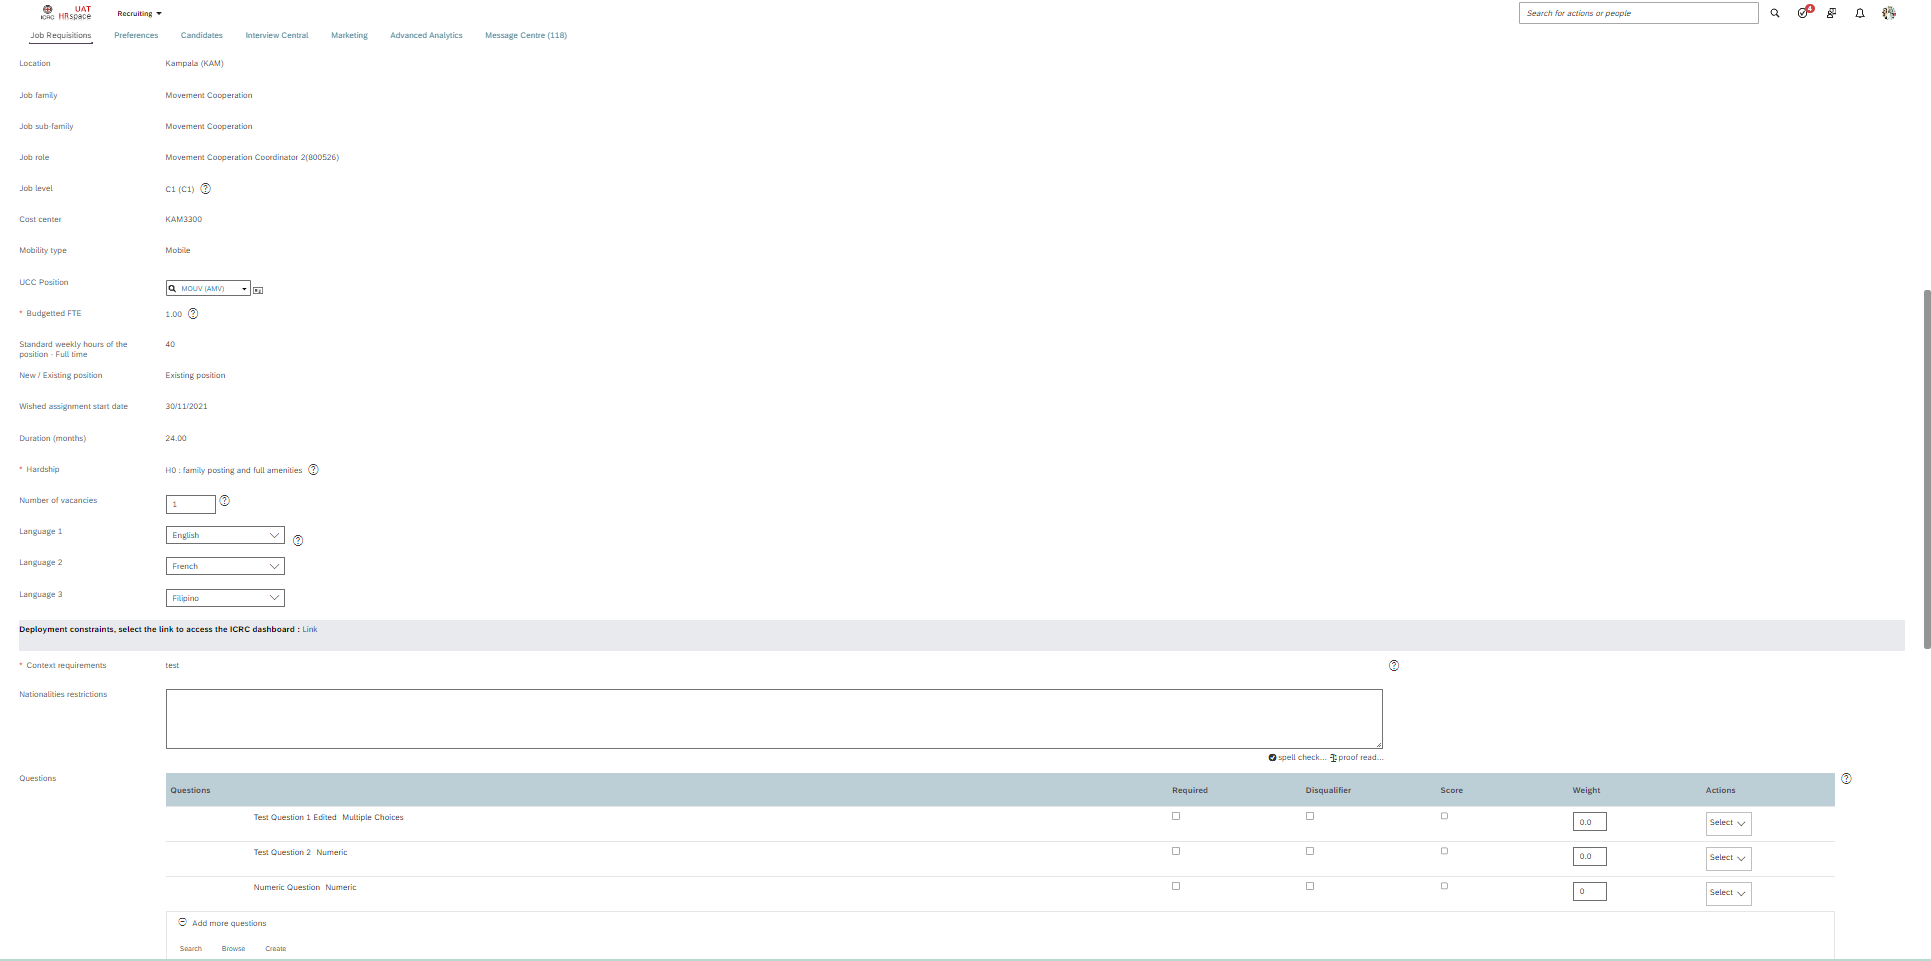 ICRC
UAT
HRspace
Recruiting
Search for actions or people
4
Job Requisitions Preferences Candidates Interview Central Marketing Advanced Analytics Message Centre (118)
Location Kampala (KAM)
Job family Movement Cooperation
Job sub-family Movement Cooperation
Job role Movement Cooperation Coordinator 2(800526)
Job level C1 (C1) ?
Cost center KAM3300
Mobility type Mobile
UCC Position MOUV (AMV)
* Budgetted FTE 1.00 ?
Standard weekly hours of the 40
position - Full time
New / Existing position Existing position
Wished assignment start date 30/11/2021
Duration (months) 24.00
* Hardship H0 : family posting and full amenities ?
Number of vacancies 1 ?
Language 1 English ?
Language 2 French
Language 3 Filipino
Deployment constraints, select the link to access the ICRC dashboard : Link
* Context requirements test ?
Nationalities restrictions
spell check... proof read...
Questions ?
Questions Required Disqualifier Score Weight Actions
Test Question 1 Edited Multiple Choices 0.0 Select
Test Question 2 Numeric 0.0 Select
Numeric Question Numeric 0 Select
Add more questions
Search Browse Create